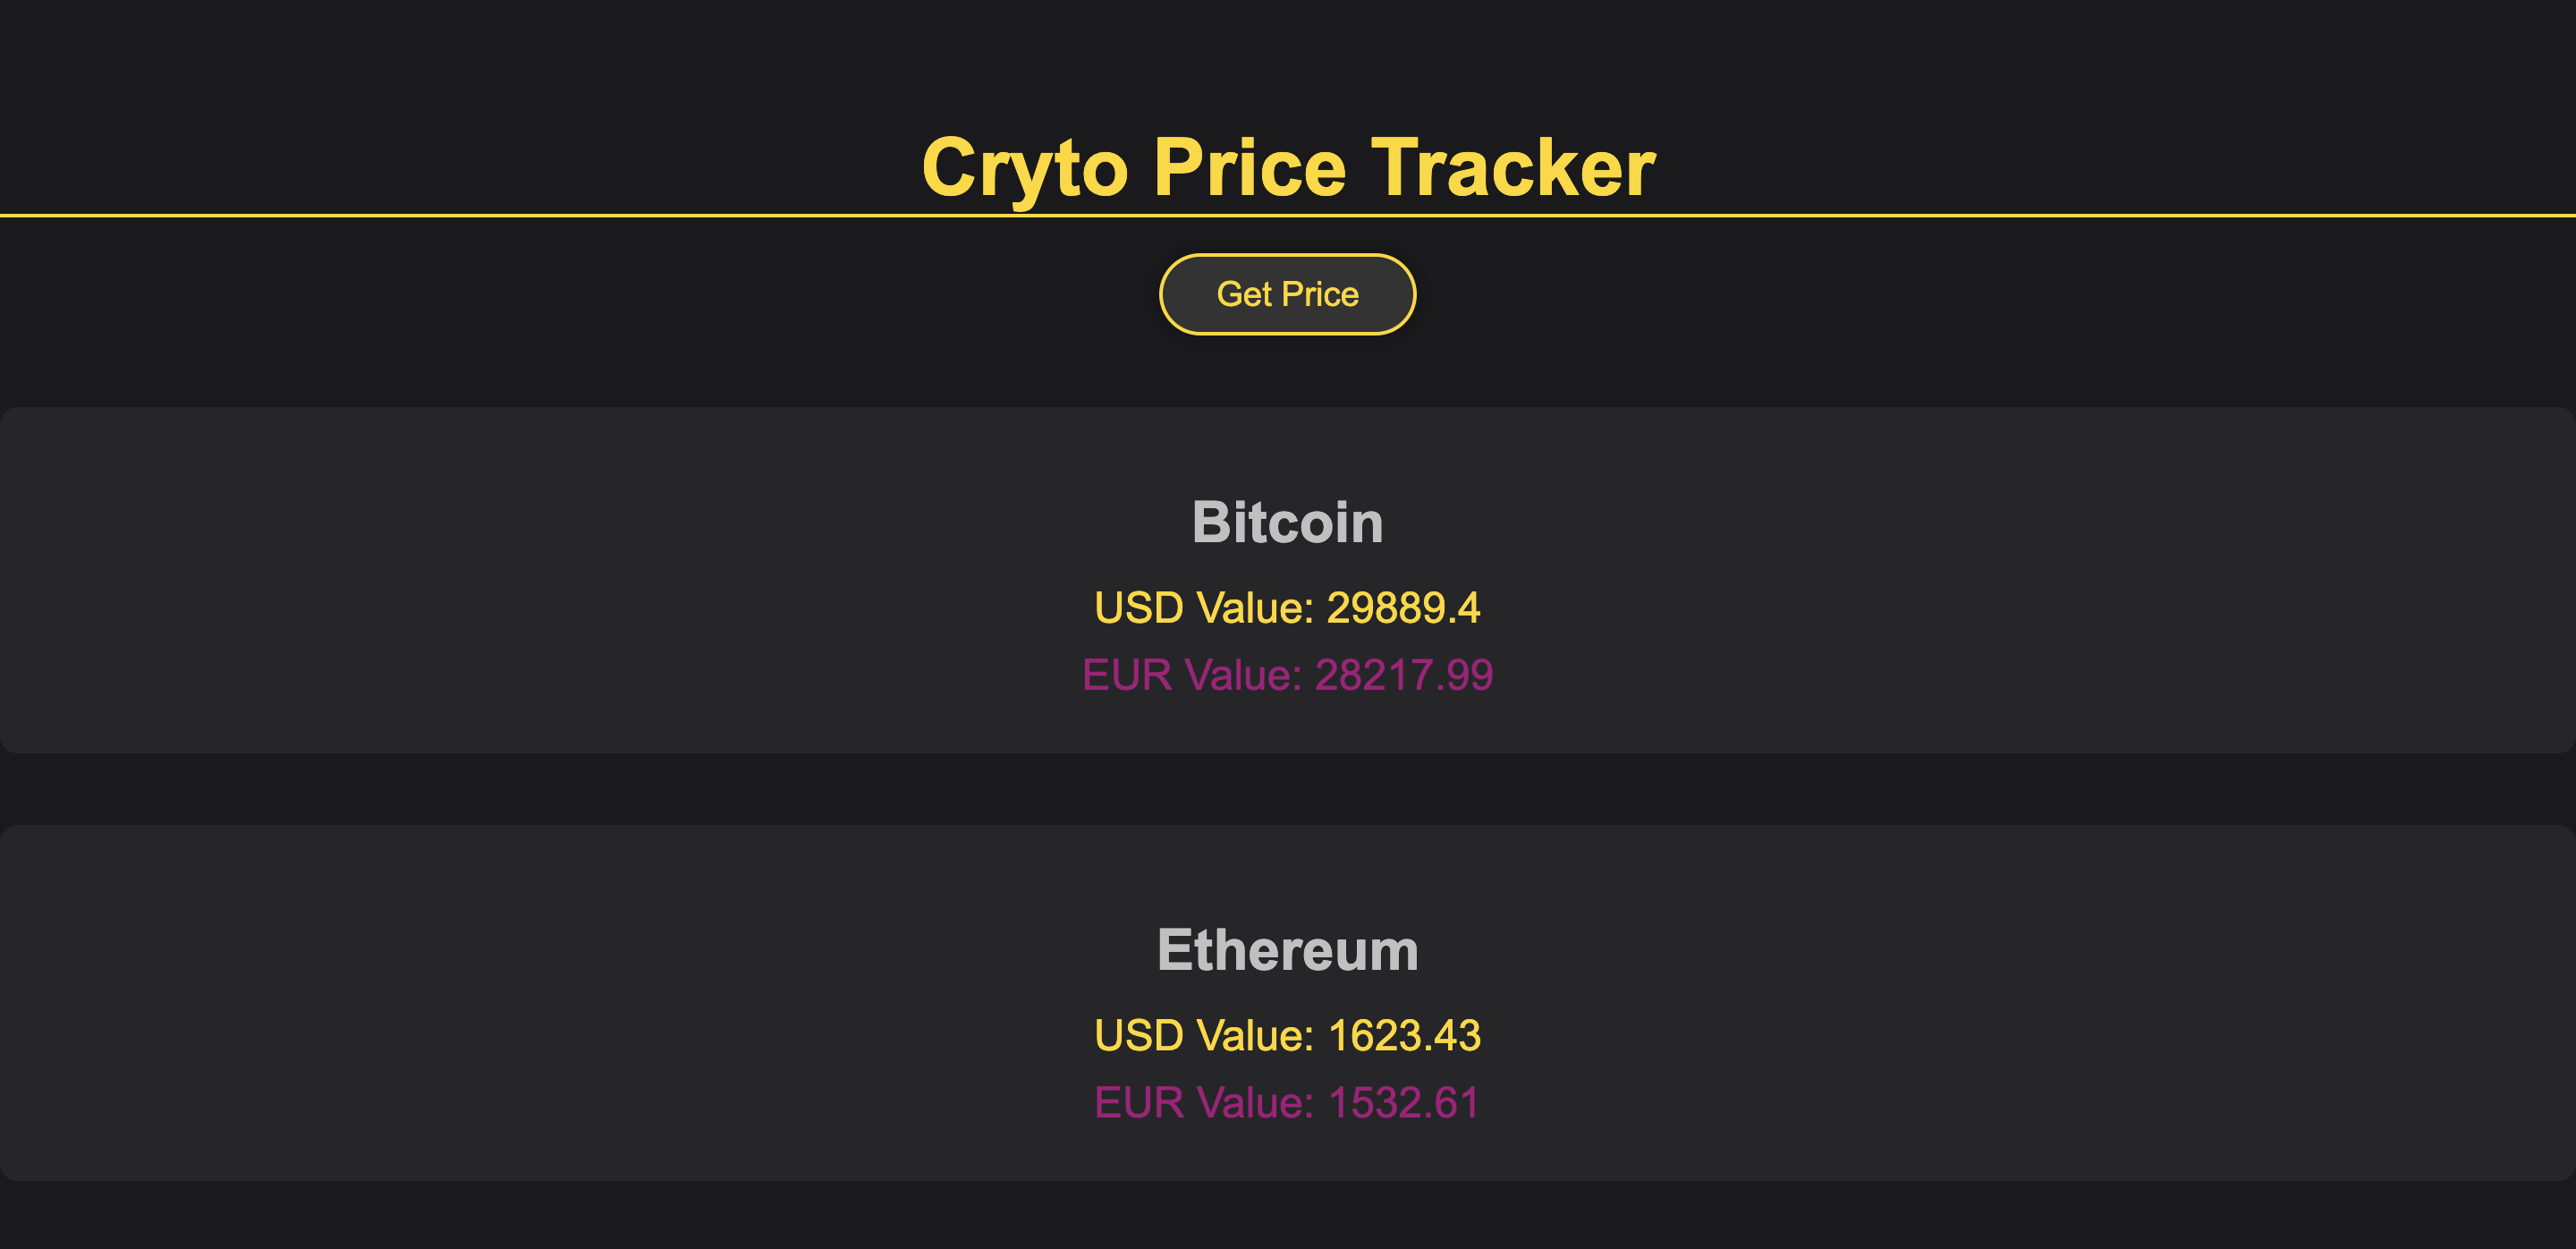 Cryto Price Tracker
Get Price
Bitcoin
USD Value: 29889.4
EUR Value: 28217.99
Ethereum
USD Value: 1623.43
EUR Value: 1532.61